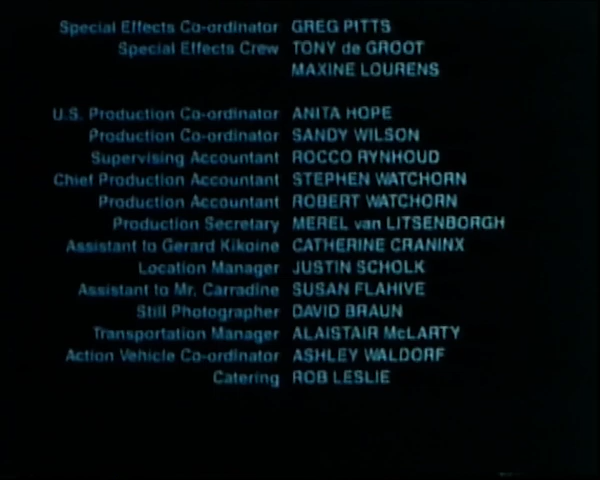 Special Effects Co-ordinator GREG PITTS
Special Effects Crew TONY de GROOT
MAXINE LOURENS
U.S. Production Co-ordinator ANITA HOPE
Production Co-ordinator SANDY WILSON
Supervising Accountant ROCCO RYNHOUD
Chief Production Accountant STEPHEN WATCHORN
Production Accountant ROBERT WATCHORN
Production Secretary MEREL van LITSENBORGH
Assistant to Gerard Kikoine CATHERINE CRANINX
Location Manager JUSTIN SCHOLK
Assistant to Mr. Carradine SUSAN FLAHIVE
Still Photographer DAVID BRAUN
Transportation Manager ALAISTAIR McLARTY
Action Vehicle Co-ordinator ASHLEY WALDORF
Catering ROB LESLIE